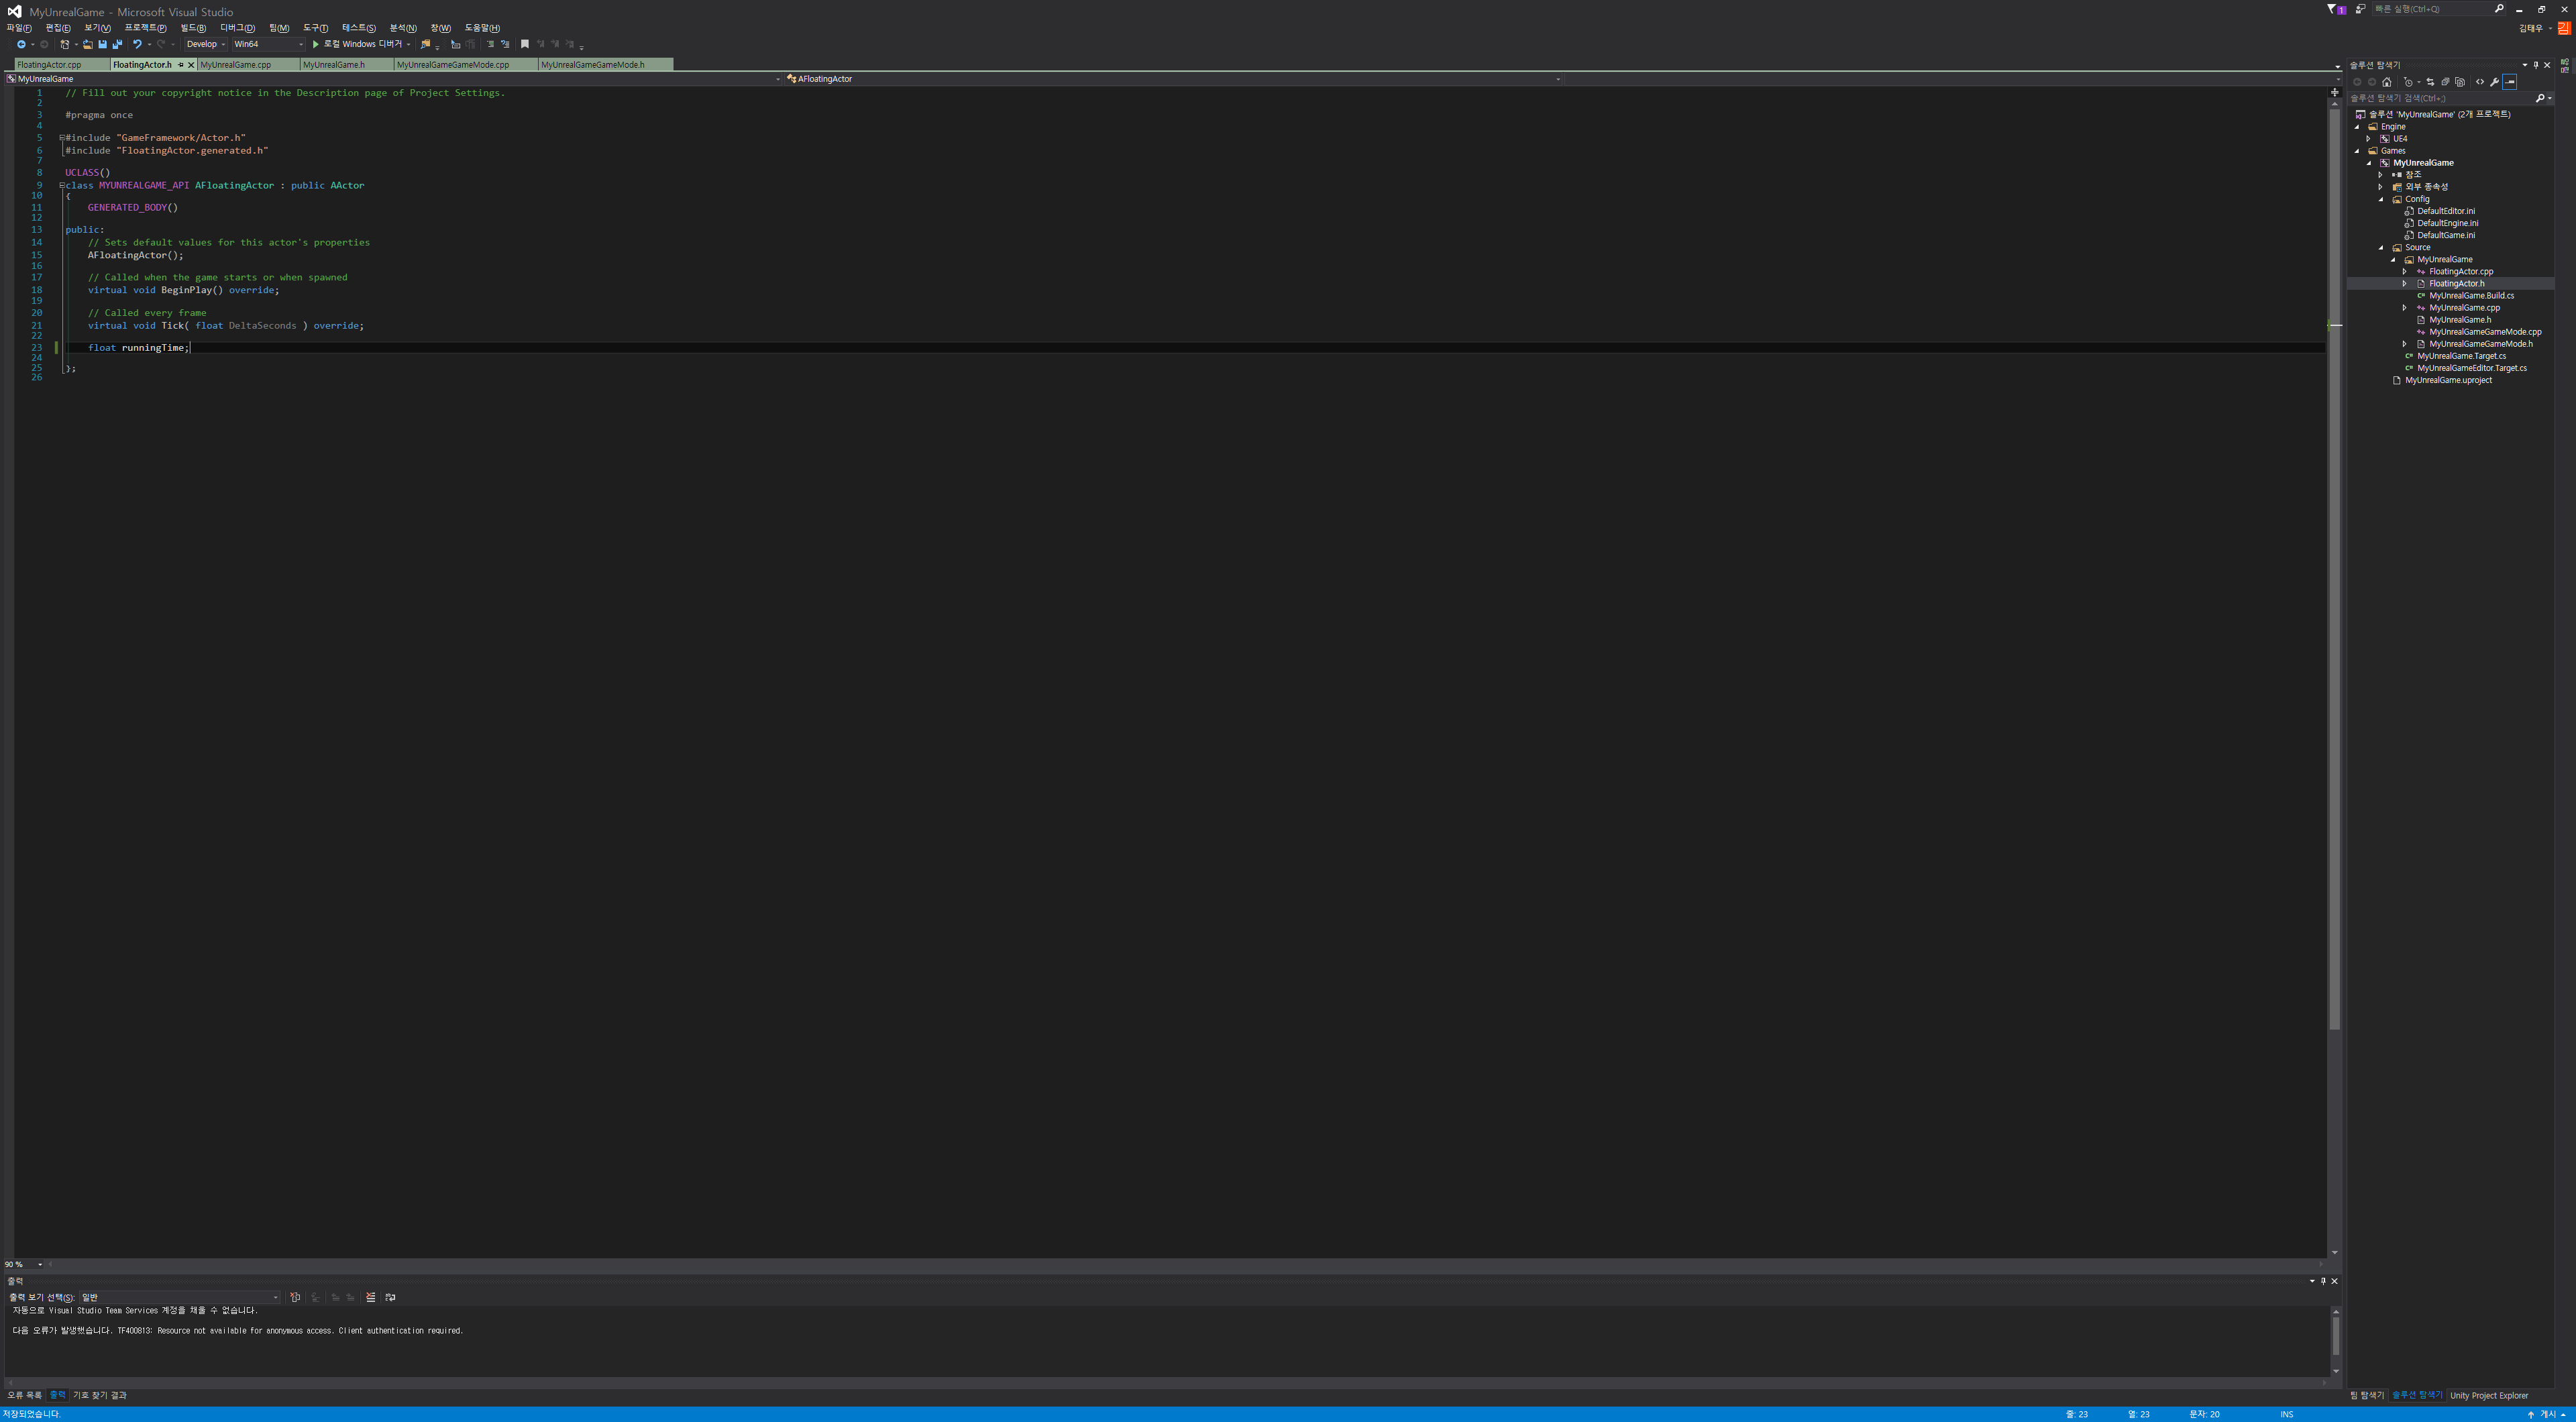 MyUnrealGame - Microsoft Visual Studio
1
빠른 실행(Ctrl+Q)
파일(F) 편집(E) 보기(V) 프로젝트(P) 빌드(B) 디버그(D) 팀(M) 도구(T) 테스트(S) 분석(N) 창(W) 도움말(H)
김태우
김
Develop Win64 로컬 Windows 디버거
FloatingActor.cpp FloatingActor.h MyUnrealGame.cpp MyUnrealGame.h MyUnrealGameGameMode.cpp MyUnrealGameGameMode.h
MyUnrealGame AFloatingActor
1 // Fill out your copyright notice in the Description page of Project Settings.
2
3 #pragma once
4
5 #include "GameFramework/Actor.h"
6 #include "FloatingActor.generated.h"
7
8 UCLASS()
9 class MYUNREALGAME_API AFloatingActor : public AActor
10 {
11 GENERATED_BODY()
12
13 public:
14 // Sets default values for this actor's properties
15 AFloatingActor();
16
17 // Called when the game starts or when spawned
18 virtual void BeginPlay() override;
19
20 // Called every frame
21 virtual void Tick( float DeltaSeconds ) override;
22
23 float runningTime;
24
25 };
26
90 %
출력
출력 보기 선택(S): 일반
자동으로 Visual Studio Team Services 계정을 채울 수 없습니다.
다음 오류가 발생했습니다. TF400813: Resource not available for anonymous access. Client authentication required.
오류 목록 출력 기호 찾기 결과
저장되었습니다.
줄: 23 열: 23 문자: 20 INS 게시
솔루션 탐색기
솔루션 탐색기 검색(Ctrl+;)
솔루션 'MyUnrealGame' (2개 프로젝트)
Engine
UE4
Games
MyUnrealGame
참조
외부 종속성
Config
DefaultEditor.ini
DefaultEngine.ini
DefaultGame.ini
Source
MyUnrealGame
FloatingActor.cpp
FloatingActor.h
MyUnrealGame.Build.cs
MyUnrealGame.cpp
MyUnrealGame.h
MyUnrealGameGameMode.cpp
MyUnrealGameGameMode.h
MyUnrealGame.Target.cs
MyUnrealGameEditor.Target.cs
MyUnrealGame.uproject
팀 탐색기 솔루션 탐색기 Unity Project Explorer